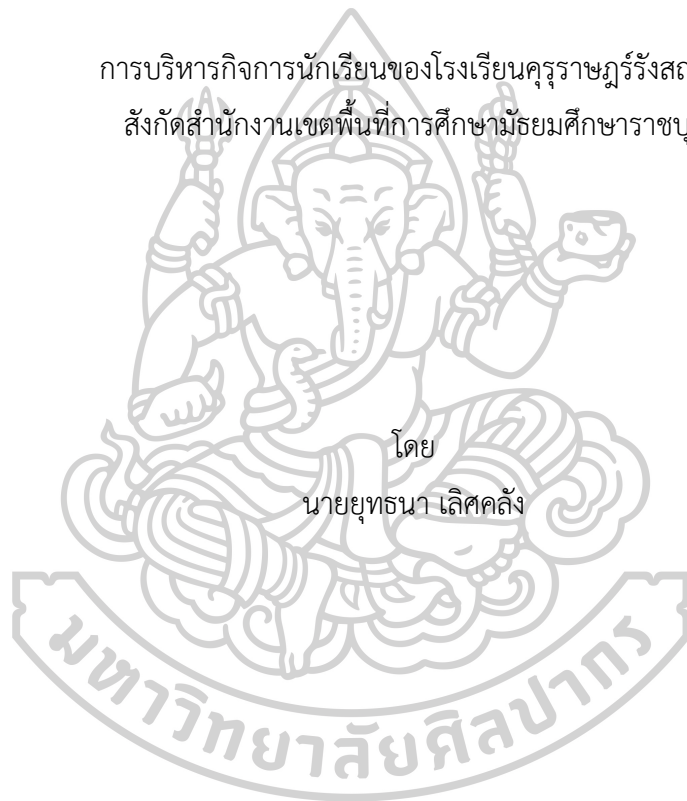 การบริหารกิจการนักเรียนของโรงเรียนคุรุราษฎร์รังส
สังกัดสำนักงานเขตพื้นที่การศึกษามัธยมศึกษาราชบุ
โดย
นายยุทธนา เลิศคลัง
มหาวิทยาลัยศิลปากร